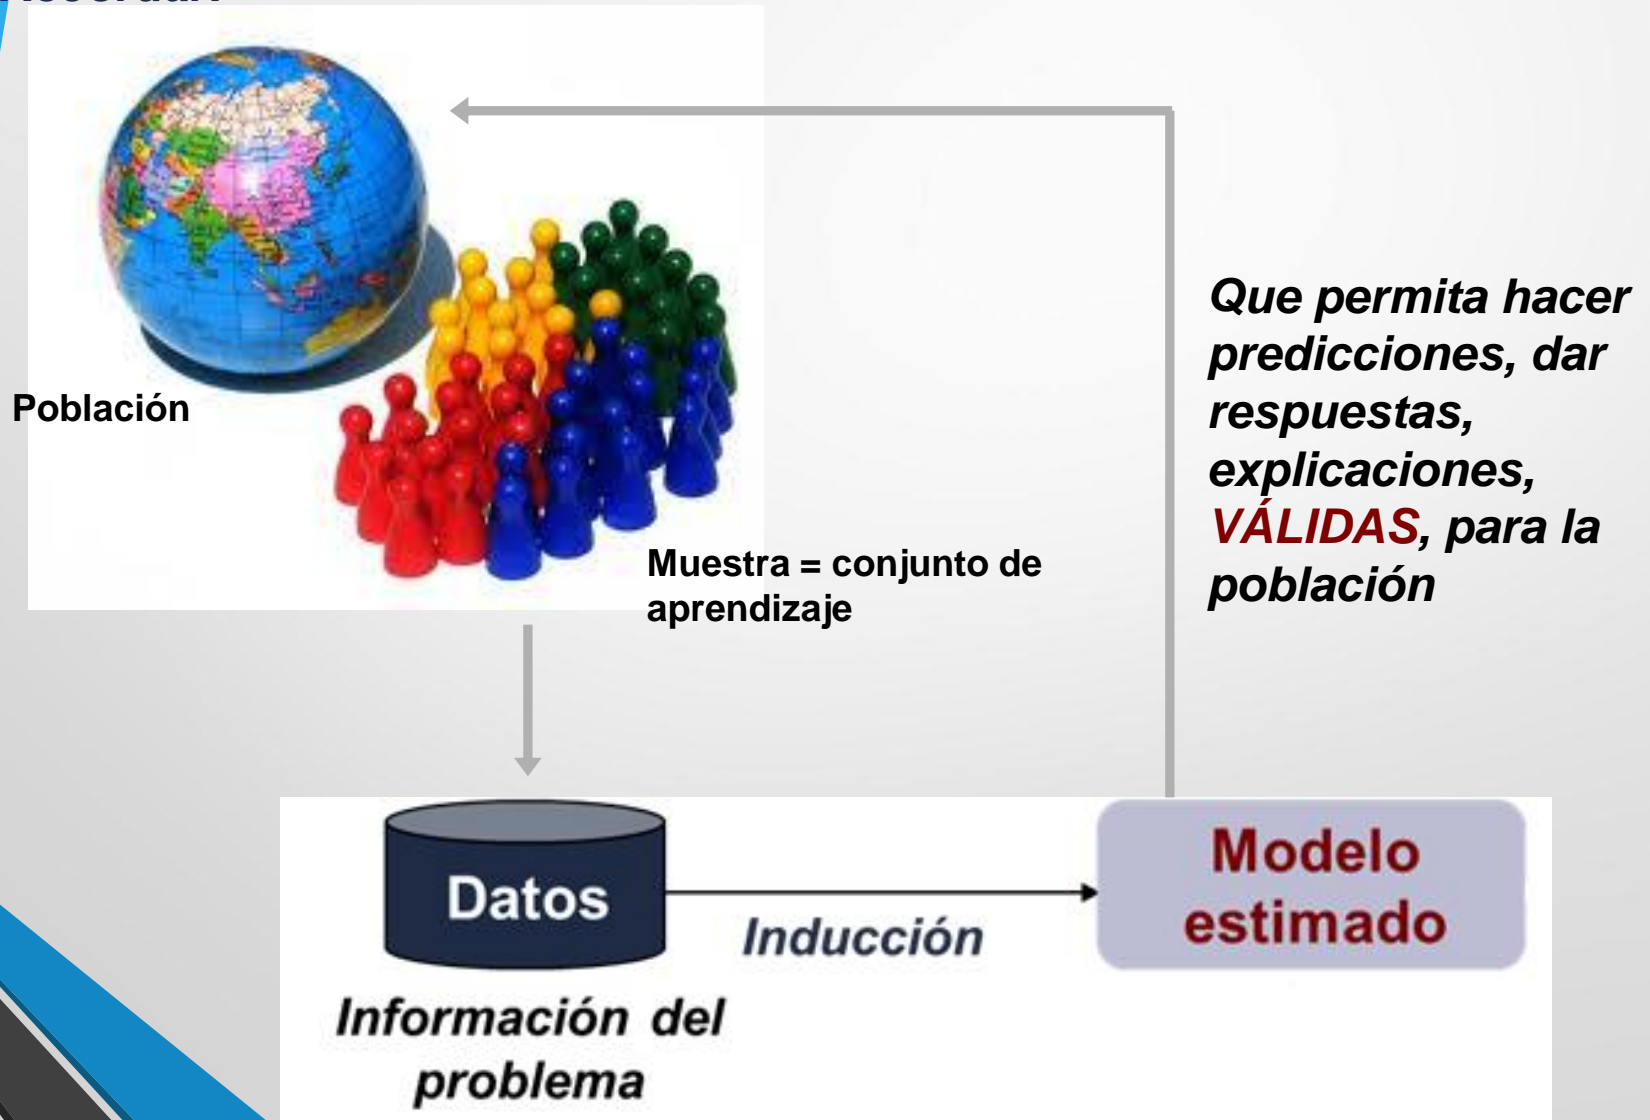 Población
Muestra = conjunto de
aprendizaje
Que permita hacer
predicciones, dar
respuestas,
explicaciones,
VÁLIDAS, para la
población
Datos
Inducción
Modelo
estimado
Información del
problema